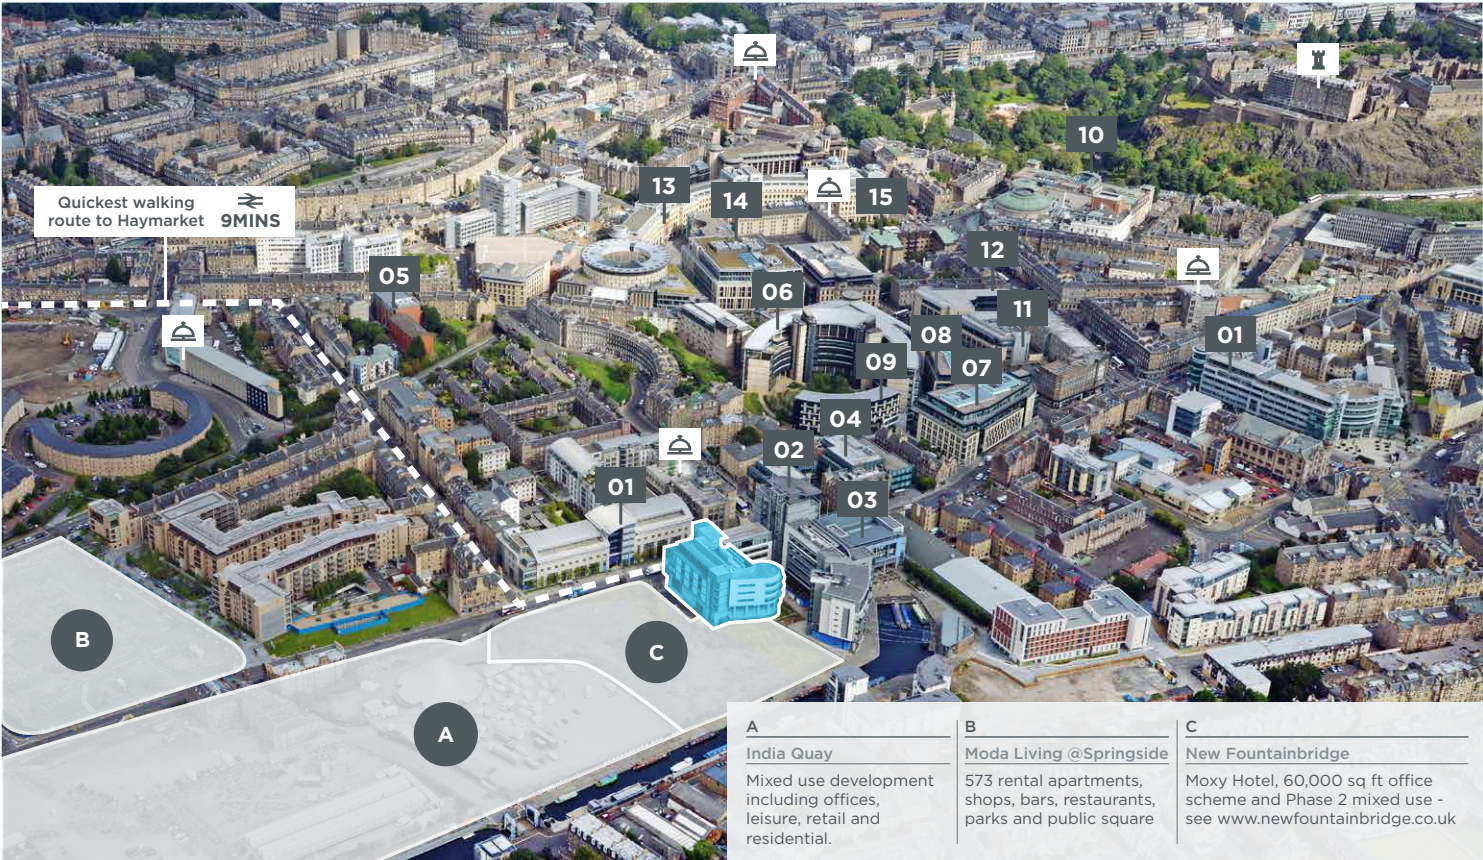 10
13
14
15
Quickest walking
route to Haymarket
9MINS
05
12
06
11
08
01
09
07
04
02
01
03
B
C
A
A
India Quay
Mixed use development
including offices,
leisure, retail and
residential.
B
Moda Living @Springside
573 rental apartments,
shops, bars, restaurants,
parks and public square
C
New Fountainbridge
Moxy Hotel, 60,000 sq ft office
scheme and Phase 2 mixed use -
see www.newfountainbridge.co.uk